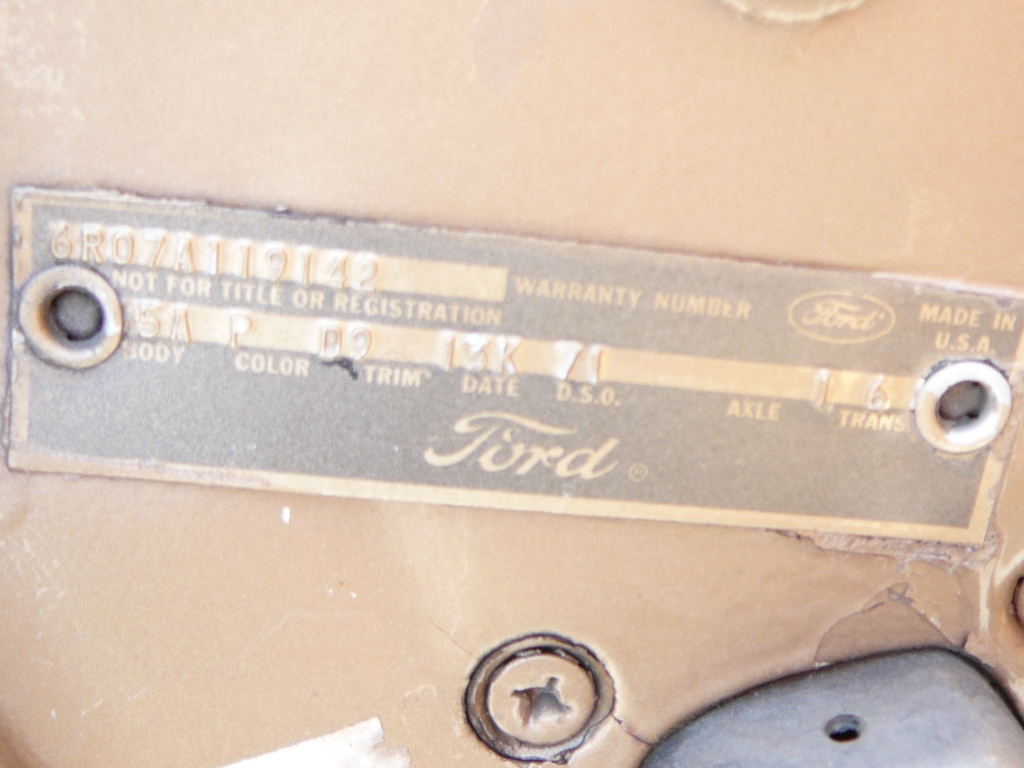 6R07A119142
NOT FOR TITLE OR REGISTRATION
WARRANTY NUMBER
Ford
MADE IN
U.S.A.
5A P D9 13K 71 1 6
BODY COLOR TRIM DATE D.S.O. AXLE TRANS
Ford